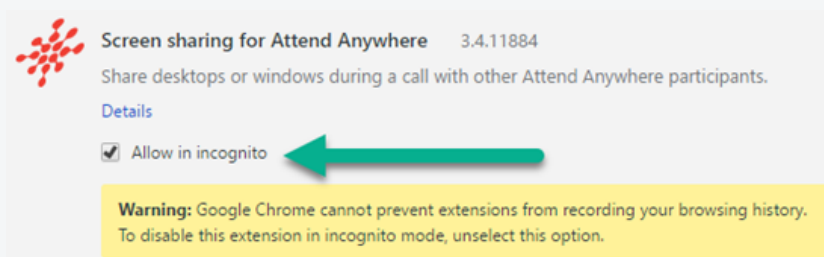 Screen sharing for Attend Anywhere 3.4.11884
Share desktops or windows during a call with other Attend Anywhere participants.
Details
Allow in incognito
Warning: Google Chrome cannot prevent extensions from recording your browsing history.
To disable this extension in incognito mode, unselect this option.